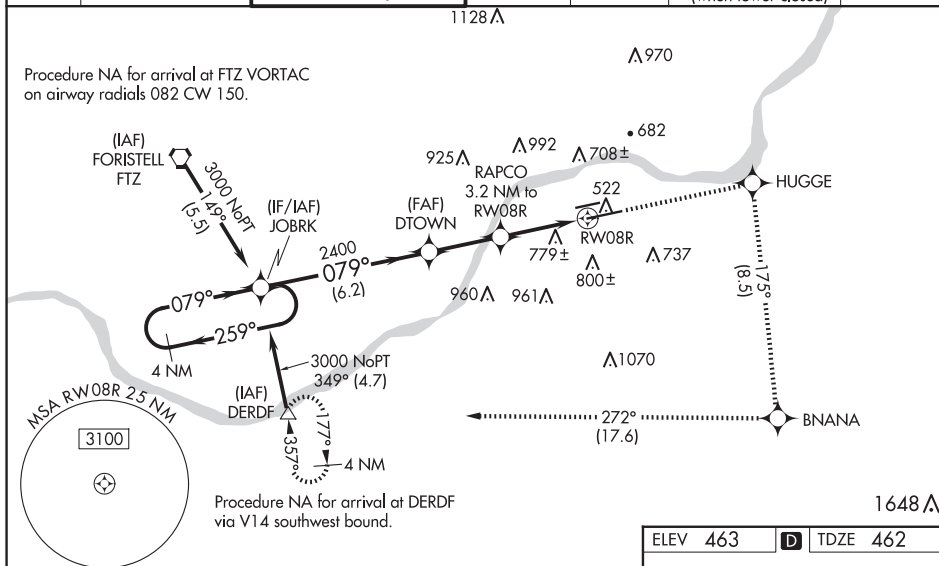 (when tower closed)
1128
970
Procedure NA for arrival at FTZ VORTAC
on airway radials 082 CW 150.
682
(IAF)
FORISTELL
FTZ
3000 NoPT
149°
(5.5)
925
992
708±
RAPCO
3.2 NM to
RW08R
522
HUGGE
(IF/IAF)
JOBRK
(FAF)
DTOWN
RW08R
2400
079°
(6.2)
779±
737
800±
079°
259°
960
961
175°
(8.5)
4 NM
3000 NoPT
349° (4.7)
1070
(IAF)
DERDF
177°
357°
4 NM
272°
(17.6)
BNANA
MSA RW08R 25 NM
3100
Procedure NA for arrival at DERDF
via V14 southwest bound.
1648
ELEV 463 D TDZE 462